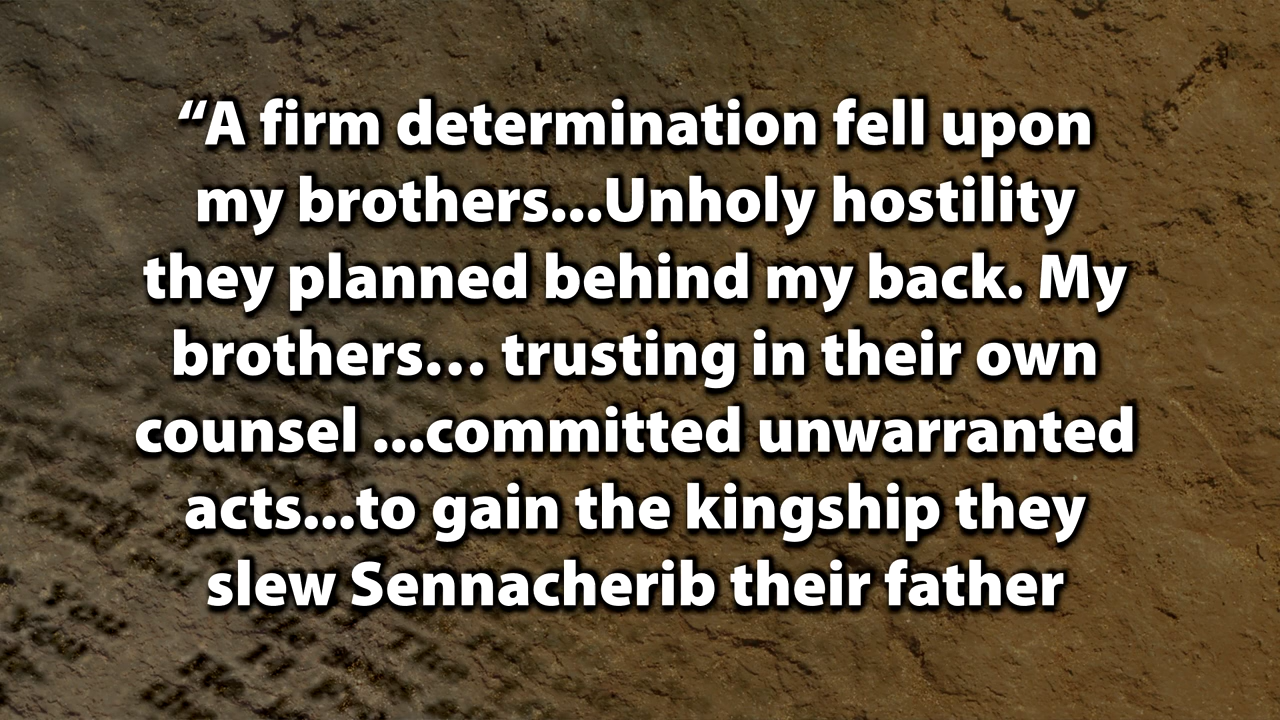 “A firm determination fell upon
my brothers...Unholy hostility
they planned behind my back. My
brothers… trusting in their own
counsel ...committed unwarranted
acts...to gain the kingship they
slew Sennacherib their father